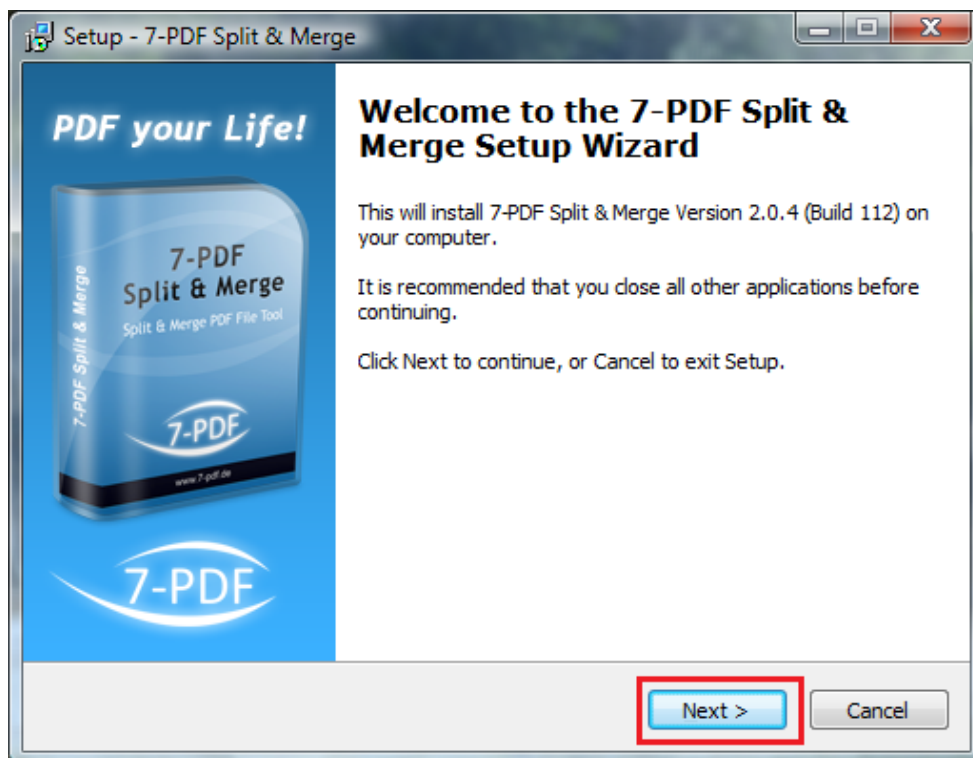 Setup - 7-PDF Split & Merge
PDF your Life!
7-PDF
Split & Merge
Split & Merge PDF File Tool
7-PDF Split & Merge
7-PDF
www.7-pdf.de
7-PDF
Welcome to the 7-PDF Split &
Merge Setup Wizard
This will install 7-PDF Split & Merge Version 2.0.4 (Build 112) on
your computer.
It is recommended that you close all other applications before
continuing.
Click Next to continue, or Cancel to exit Setup.
Next >
Cancel